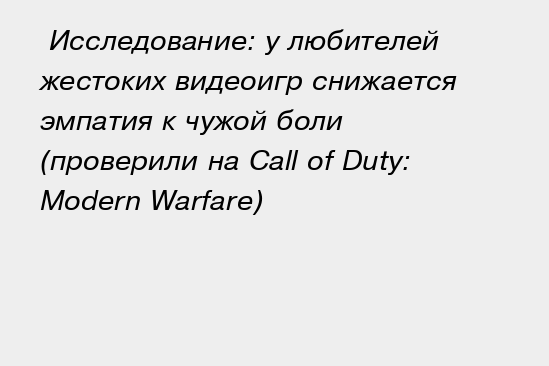 Исследование: у любителей
жестоких видеоигр снижается
эмпатия к чужой боли
(проверили на Call of Duty:
Modern Warfare)